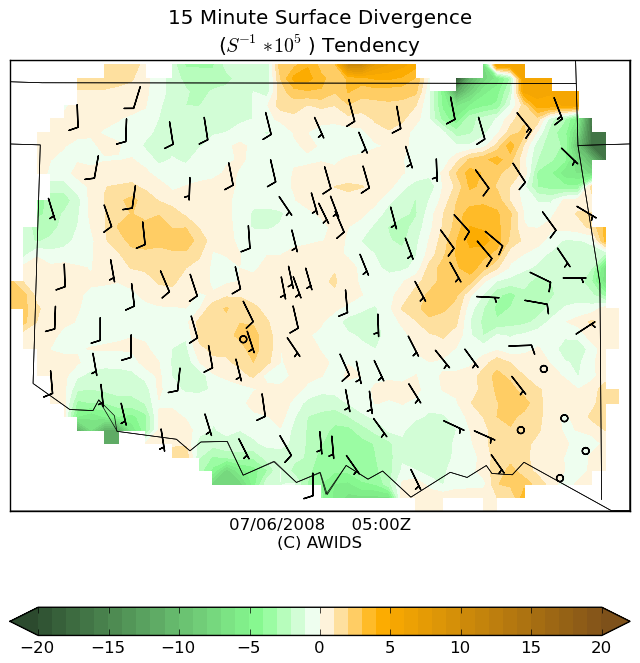 15 Minute Surface Divergence
(S⁻¹ *10⁵ ) Tendency
07/06/2008 05:00Z
(C) AWIDS
−20 −15 −10 −5 0 5 10 15 20